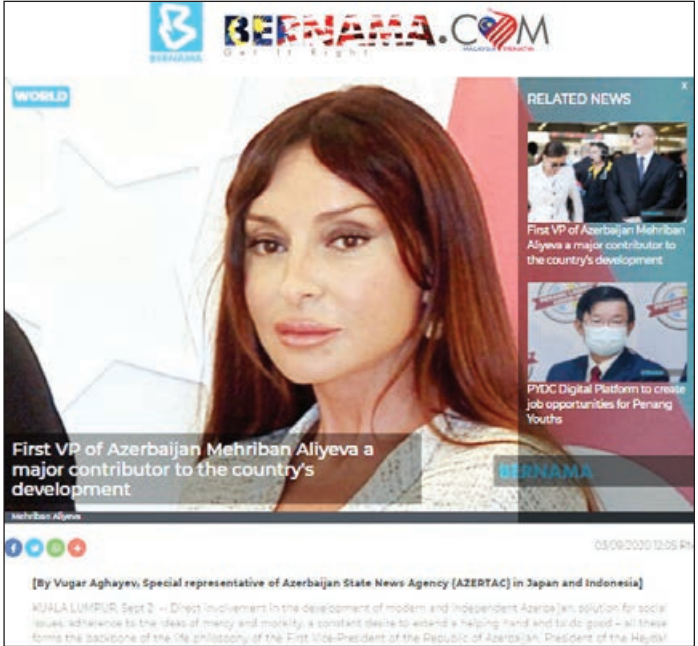 BERNAMA
BERNAMA.COM
Get It Right
MALAYSIA PRIHATIN
WORLD
X
RELATED NEWS
First VP of Azerbaijan Mehriban
Aliyeva a major contributor to
the country's development
PYDC Digital Platform to create
job opportunities for Penang
Youths
First VP of Azerbaijan Mehriban Aliyeva a
major contributor to the country's
development
BERNAMA
Mehriban Aliyeva
03/09/2020 12:05 PM
[By Vugar Aghayev, Special representative of Azerbaijan State News Agency (AZERTAC) in Japan and Indonesia]
KUALA LUMPUR, Sept 2 -- Direct involvement in the development of modern and independent Azerbaijan, solution for social
issues, adherence to the ideas of mercy and morality, a constant desire to extend a helping hand and to do good – all these
forms the backbone of the life philosophy of the First Vice-President of the Republic of Azerbaijan, President of the Heydar